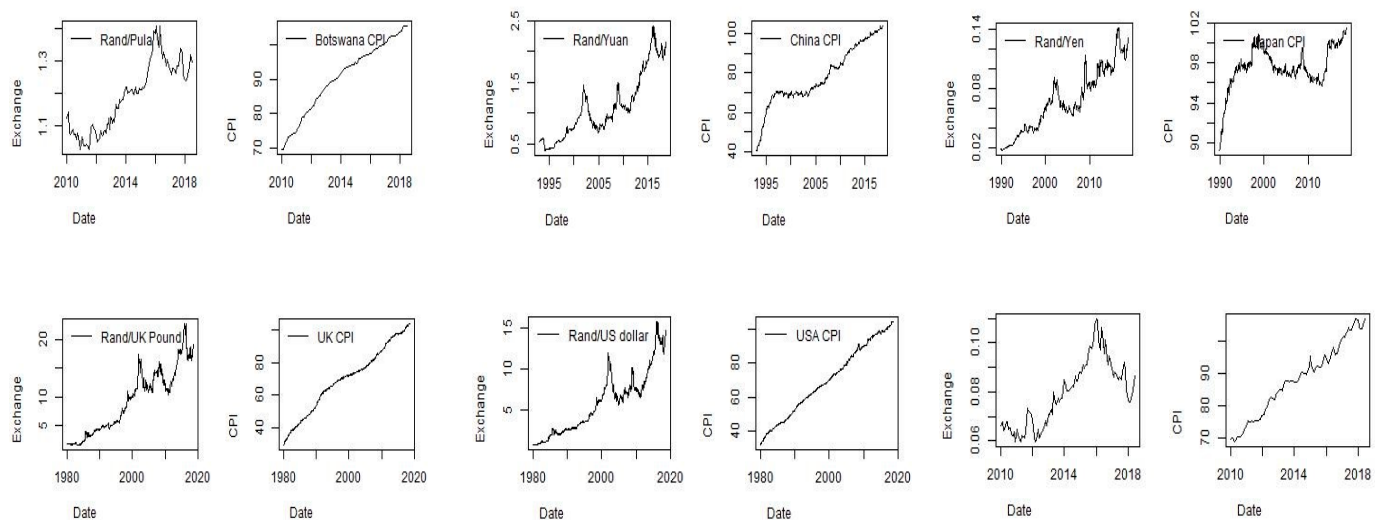 Exchange
1.1
1.3
Rand/Pula
2010
2014
2018
Date
CPI
70
80
90
Botswana CPI
2010
2014
2018
Date
Exchange
0.5
1.5
2.5
Rand/Yuan
1995
2005
2015
Date
CPI
40
60
80
100
China CPI
1995
2005
2015
Date
Exchange
0.02
0.08
0.14
Rand/Yen
1990
2000
2010
Date
CPI
90
94
98
102
Japan CPI
1990
2000
2010
Date
Exchange
5
10
20
Rand/UK Pound
1980
2000
2020
Date
CPI
40
60
80
UK CPI
1980
2000
2020
Date
Exchange
5
10
15
Rand/US dollar
1980
2000
2020
Date
CPI
40
60
80
USA CPI
1980
2000
2020
Date
Exchange
0.06
0.10
2010
2014
2018
Date
CPI
70
80
90
2010
2014
2018
Date